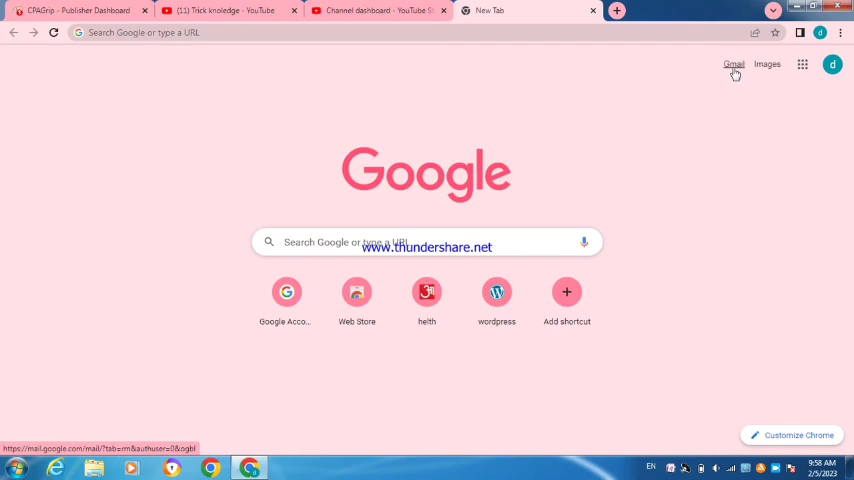 CPAGrip - Publisher Dashboard
(11) Trick knoledge - YouTube
Channel dashboard - YouTube St
New Tab
Search Google or type a URL
d
Gmail
Images
d
Google
Search Google or type a URL
www.thundershare.net
Google Acco...
Web Store
helth
wordpress
Add shortcut
Customize Chrome
https://mail.google.com/mail/?tab=rm&authuser=0&ogbl
EN
9:58 AM
2/5/2023